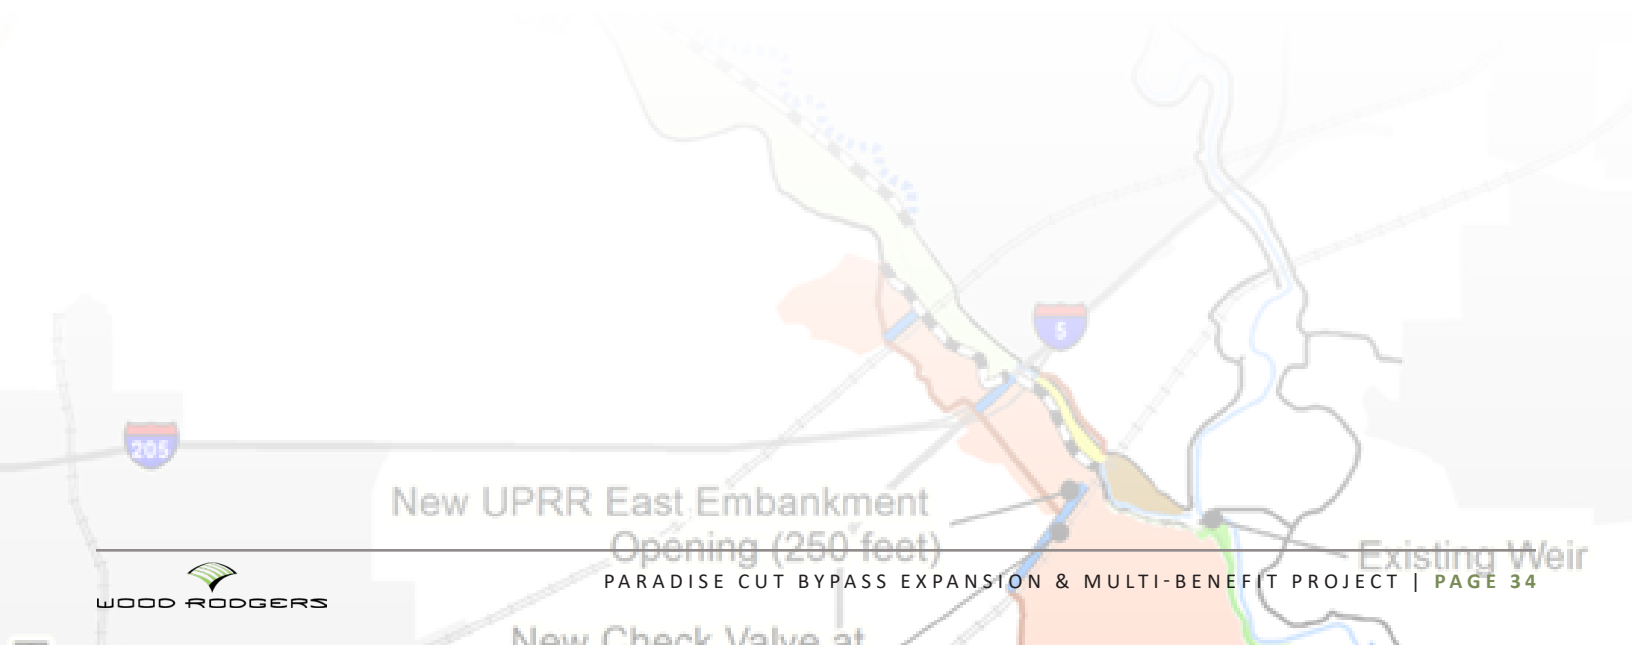 5
205
New UPRR East Embankment
Opening (250 feet)
Existing Weir
WOOD RODGERS
PARADISE CUT BYPASS EXPANSION & MULTI-BENEFIT PROJECT | PAGE 34
New Check Valve at